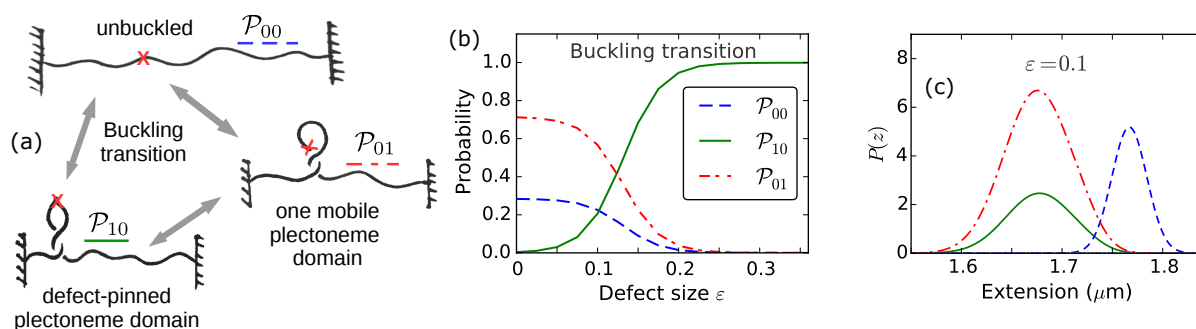 unbuckled
𝒫₀₀
(a)
Buckling
transition
𝒫₀₁
one mobile
plectoneme
domain
𝒫₁₀
defect-pinned
plectoneme domain
(b)
Buckling transition
Probability
1.0
0.8
0.6
0.4
0.2
0.0
𝒫₀₀
𝒫₁₀
𝒫₀₁
0 0.1 0.2 0.3
Defect size ε
(c)
ε=0.1
P(z)
8
6
4
2
0
1.6 1.7 1.8
Extension (μm)